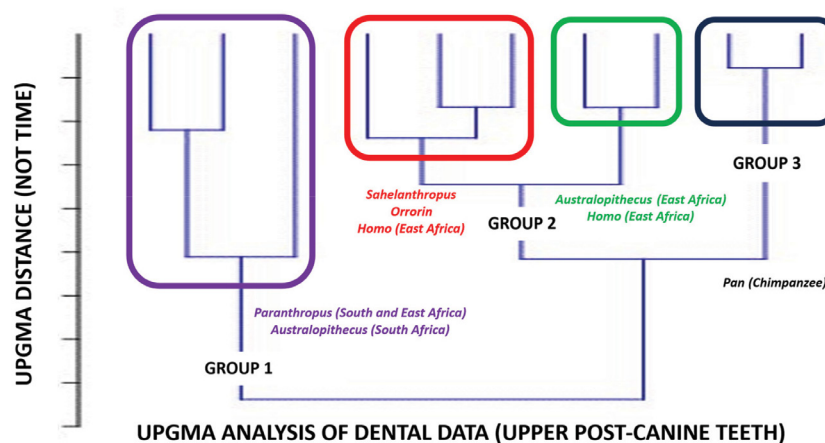 UPGMA DISTANCE (NOT TIME)
GROUP 3
Sahelanthropus
Orrorin
Homo (East Africa)
GROUP 2
Australopithecus (East Africa)
Homo (East Africa)
Pan (Chimpanzee)
Paranthropus (South and East Africa)
Australopithecus (South Africa)
GROUP 1
UPGMA ANALYSIS OF DENTAL DATA (UPPER POST-CANINE TEETH)